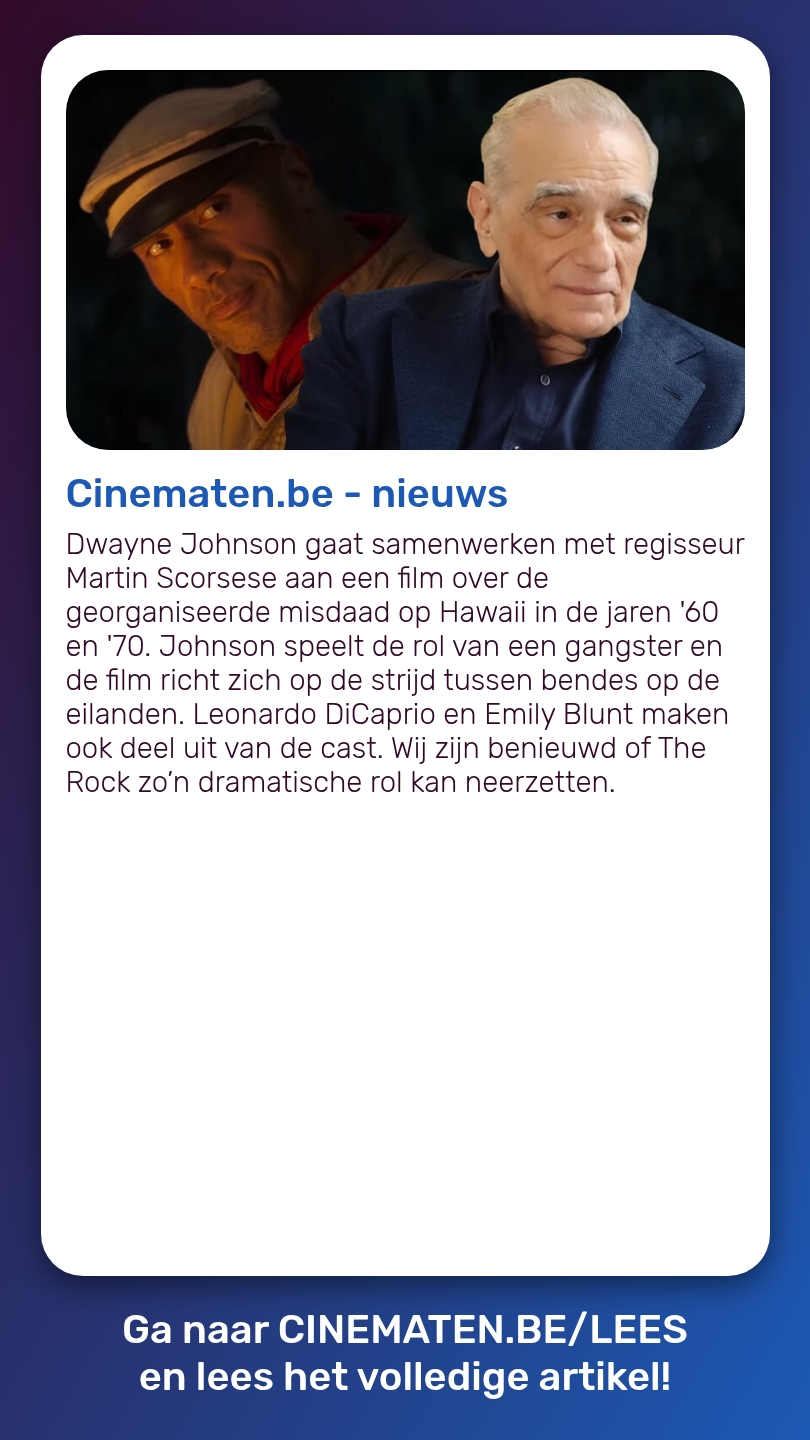 Cinematen.be - nieuws
Dwayne Johnson gaat samenwerken met regisseur
Martin Scorsese aan een film over de
georganiseerde misdaad op Hawaii in de jaren '60
en '70. Johnson speelt de rol van een gangster en
de film richt zich op de strijd tussen bendes op de
eilanden. Leonardo DiCaprio en Emily Blunt maken
ook deel uit van de cast. Wij zijn benieuwd of The
Rock zo’n dramatische rol kan neerzetten.
Ga naar CINEMATEN.BE/LEES
en lees het volledige artikel!